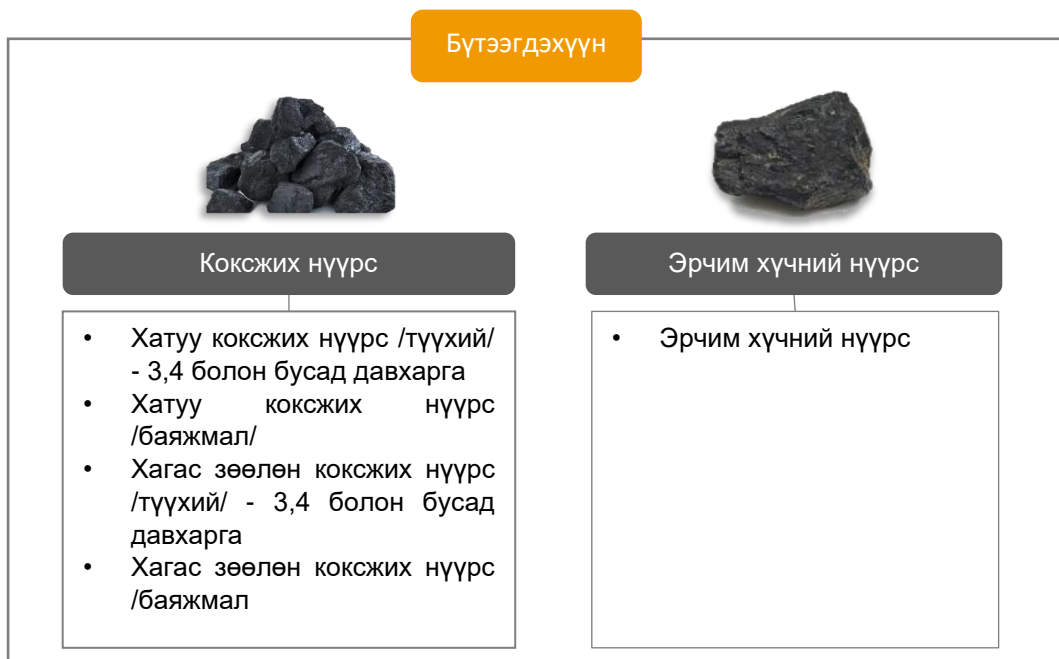 Бүтээгдэхүүн
Коксжих нүүрс
• Хатуу коксжих нүүрс /түүхий/
- 3,4 болон бусад давхарга
• Хатуу коксжих нүүрс
/баяжмал/
• Хагас зөөлөн коксжих нүүрс
/түүхий/ - 3,4 болон бусад
давхарга
• Хагас зөөлөн коксжих нүүрс
/баяжмал
Эрчим хүчний нүүрс
• Эрчим хүчний нүүрс